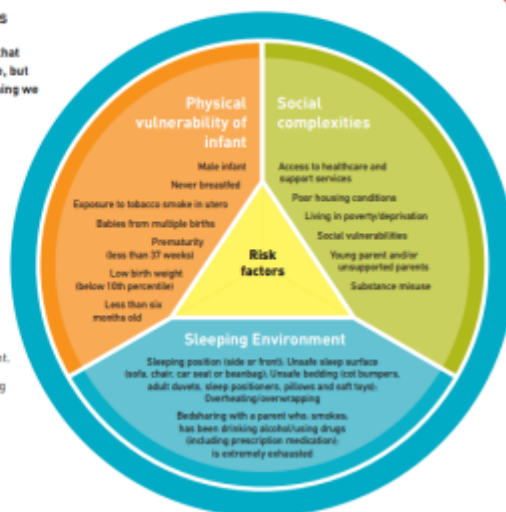 s
that
, but
ing we
Physical
vulnerability of
infant
Male infant
Never breastfed
Exposure to tobacco smoke in utero
Babies from multiple births
Prematurity
(less than 37 weeks)
Low birth weight
(below 10th percentile)
Less than six
months old
Social
complexities
Access to healthcare and
support services
Poor housing conditions
Living in poverty/deprivation
Social vulnerabilities
Young parent and/or
unsupported parents
Substance misuse
Risk
factors
Sleeping Environment
Sleeping position (side or front); Unsafe sleep surface
(sofa, chair, car seat or beanbag); Unsafe bedding (cot bumpers,
adult duvets, sleep positioners, pillows and soft toys);
Overheating/overwrapping
Bedsharing with a parent who: smokes;
has been drinking alcohol/using drugs
(including prescription medication);
is extremely exhausted